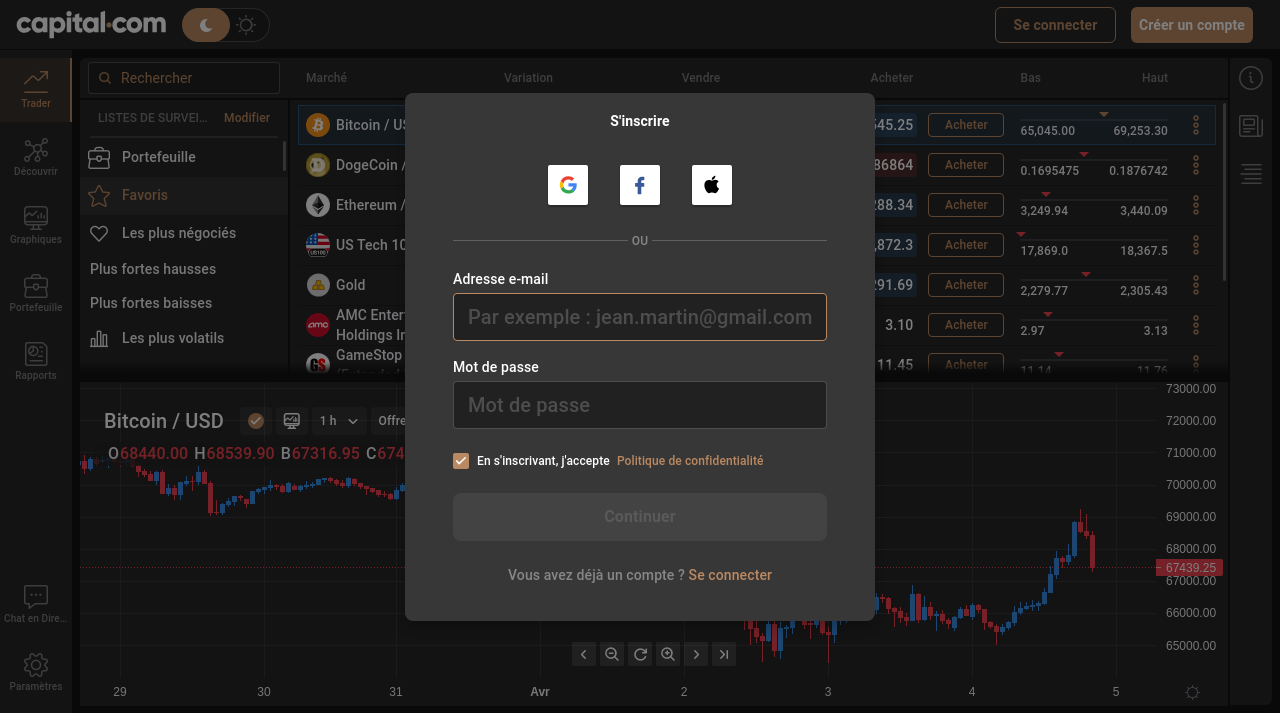 capital.com
Se connecter
Créer un compte
Trader
Découvrir
Graphiques
Portefeuille
Rapports
Chat en Dire...
Paramètres
Rechercher
LISTES DE SURVEI...
Modifier
Portefeuille
Favoris
Les plus négociés
Plus fortes hausses
Plus fortes baisses
Les plus volatils
Marché
Variation
Vendre
Acheter
Bas
Haut
Bitcoin / US
545.25
Acheter
65,045.00
69,253.30
DogeCoin /
86864
Acheter
0.1695475
0.1876742
Ethereum /
288.34
Acheter
3,249.94
3,440.09
US Tech 10
,872.3
Acheter
17,869.0
18,367.5
Gold
291.69
Acheter
2,279.77
2,305.43
AMC Enter
Holdings In
3.10
Acheter
2.97
3.13
GameStop
11.45
Acheter
11.14
11.76
S'inscrire
OU
Adresse e-mail
Par exemple : jean.martin@gmail.com
Mot de passe
Mot de passe
En s'inscrivant, j'accepte Politique de confidentialité
Continuer
Vous avez déjà un compte ? Se connecter
Bitcoin / USD
1 h
Offre
O68440.00 H68539.90 B67316.95 C674
73000.00
72000.00
71000.00
70000.00
69000.00
68000.00
67439.25
67000.00
66000.00
65000.00
29
30
31
Avr
2
3
4
5